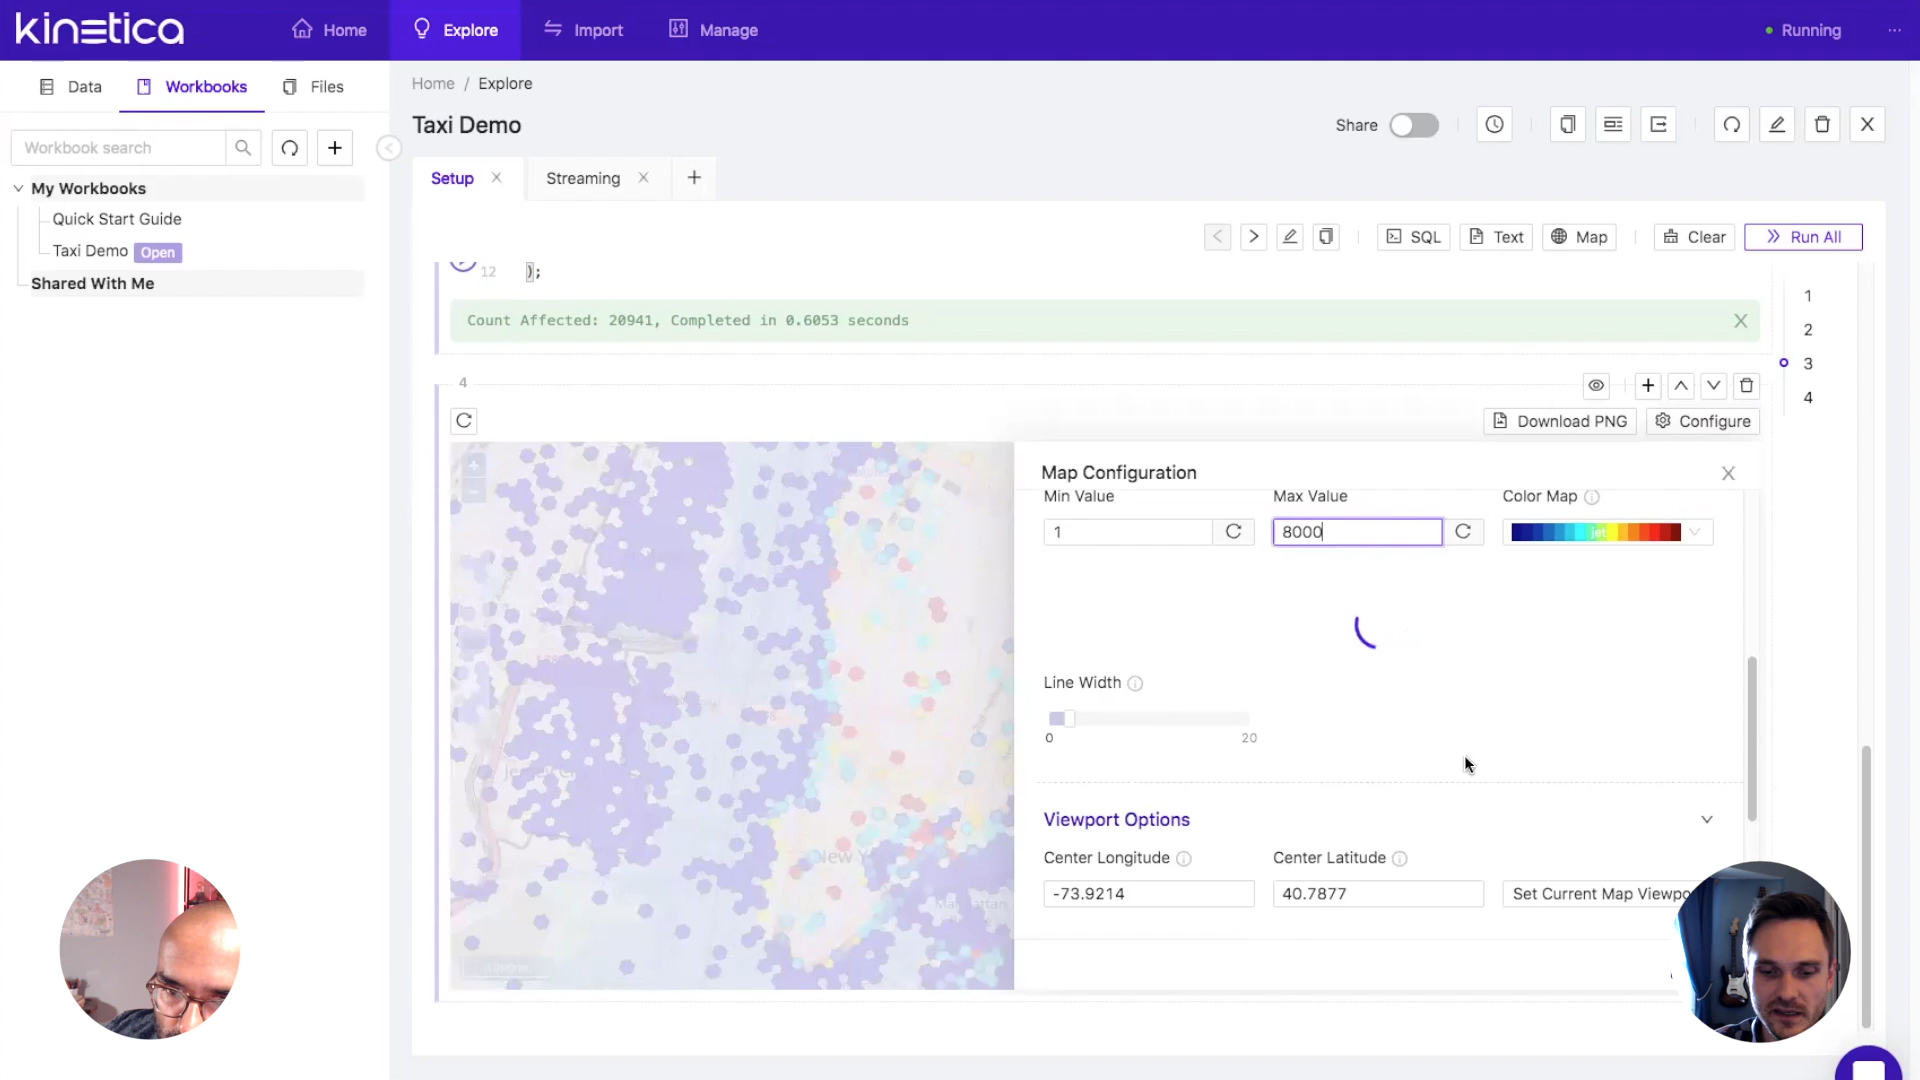 kinetica
Home
Explore
Import
Manage
Running
Data
Workbooks
Files
Workbook search
My Workbooks
Quick Start Guide
Taxi Demo Open
Shared With Me
Home / Explore
Taxi Demo
Share
Setup
Streaming
SQL
Text
Map
Clear
Run All
12 );
Count Affected: 20941, Completed in 0.6053 seconds
1
2
3
4
4
Download PNG
Configure
Map Configuration
Min Value
Max Value
Color Map
1
8000
jet
Line Width
0
20
Viewport Options
Center Longitude
Center Latitude
-73.9214
40.7877
Set Current Map Viewpo
New Y